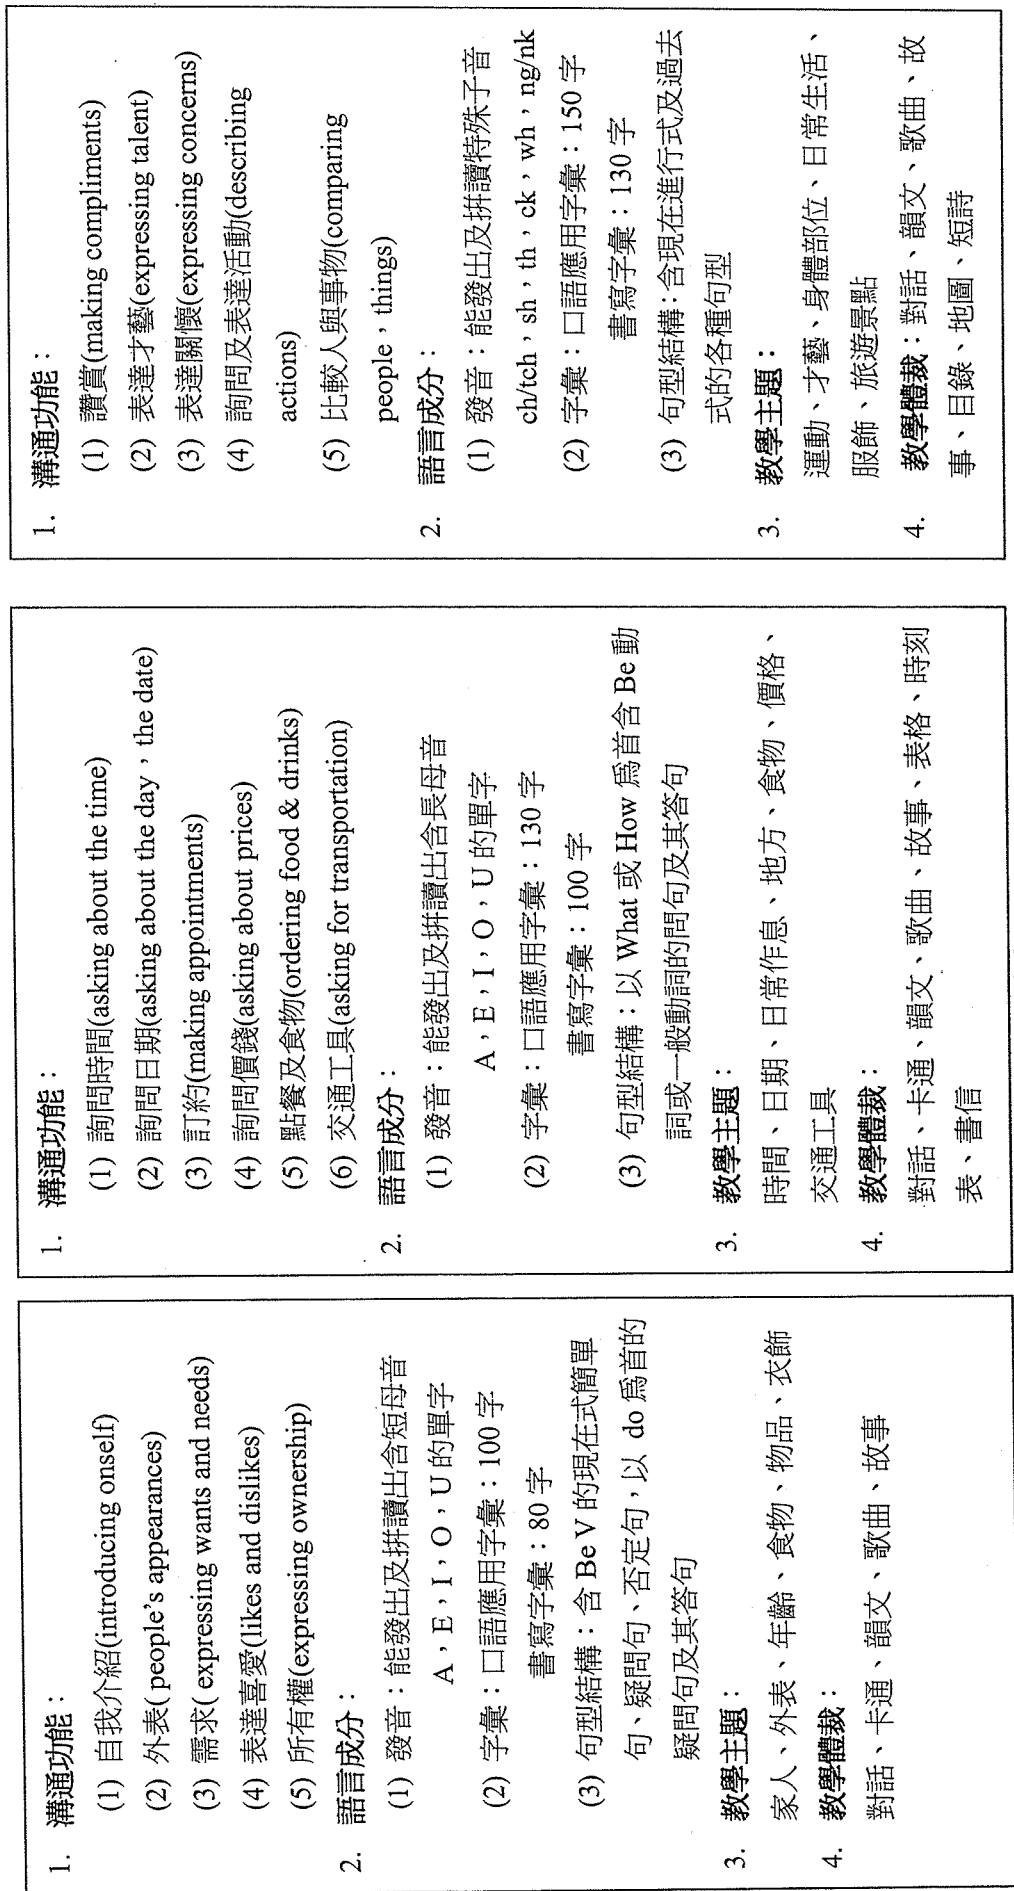 1. 溝通功能：
(1) 自我介紹(introducing onself)
(2) 外表( people's appearances)
(3) 需求( expressing wants and needs)
(4) 表達喜愛(likes and dislikes)
(5) 所有權(expressing ownership)
2. 語言成分：
(1) 發音：能發出及拼讀出含短母音
A，E，I，O，U 的單字
(2) 字彙：口語應用字彙：100 字
書寫字彙：80 字
(3) 句型結構：含 Be V 的現在式簡單
句、疑問句、否定句，以 do 爲首的
疑問句及其答句
3. 教學主題：
家人、外表、年齡、食物、物品、衣飾
4. 教學體裁：
對話、卡通、韻文、歌曲、故事
1. 溝通功能：
(1) 詢問時間(asking about the time)
(2) 詢問日期(asking about the day，the date)
(3) 訂約(making appointments)
(4) 詢問價錢(asking about prices)
(5) 點餐及食物(ordering food & drinks)
(6) 交通工具(asking for transportation)
2. 語言成分：
(1) 發音：能發出及拼讀出含長母音
A，E，I，O，U 的單字
(2) 字彙：口語應用字彙：130 字
書寫字彙：100 字
(3) 句型結構：以 What 或 How 爲首含 Be 動
詞或一般動詞的問句及其答句
3. 教學主題：
時間、日期、日常作息、地方、食物、價格、
交通工具
4. 教學體裁：
對話、卡通、韻文、歌曲、故事、表格、時刻
表、書信
1. 溝通功能：
(1) 讚賞(making compliments)
(2) 表達才藝(expressing talent)
(3) 表達關懷(expressing concerns)
(4) 詢問及表達活動(describing
actions)
(5) 比較人與事物(comparing
people，things)
2. 語言成分：
(1) 發音：能發出及拼讀特殊子音
ch/tch，sh，th，ck，wh，ng/nk
(2) 字彙：口語應用字彙：150 字
書寫字彙：130 字
(3) 句型結構：含現在進行式及過去
式的各種句型
3. 教學主題：
運動、才藝、身體部位、日常生活、
服飾、旅遊景點
4. 教學體裁：對話、韻文、歌曲、故
事、目錄、地圖、短詩